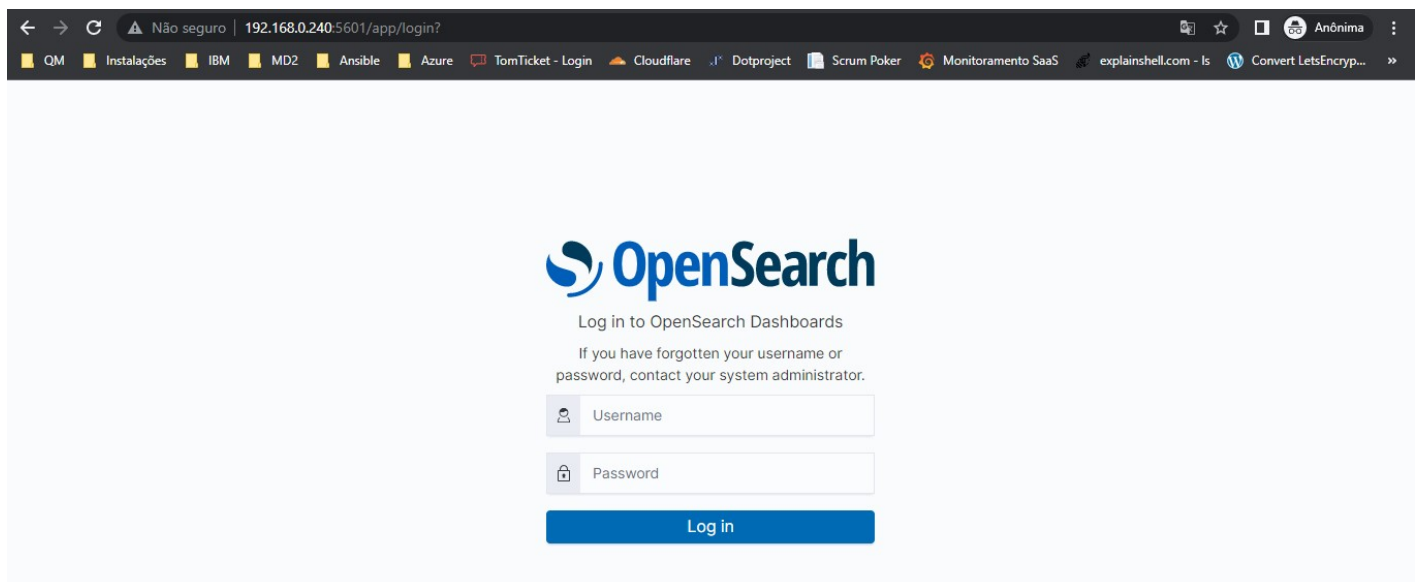 Não seguro | 192.168.0.240:5601/app/login? Anônima
QM Instalações IBM MD2 Ansible Azure TomTicket - Login Cloudflare Dotproject Scrum Poker Monitoramento SaaS explainshell.com - ls Convert LetsEncryp... »
OpenSearch
Log in to OpenSearch Dashboards
If you have forgotten your username or
password, contact your system administrator.
Username
Password
Log in